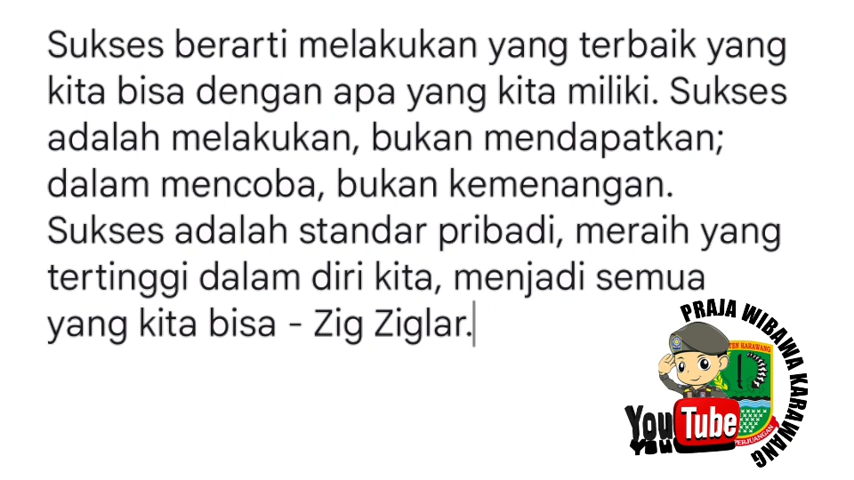 Sukses berarti melakukan yang terbaik yang
kita bisa dengan apa yang kita miliki. Sukses
adalah melakukan, bukan mendapatkan;
dalam mencoba, bukan kemenangan.
Sukses adalah standar pribadi, meraih yang
tertinggi dalam diri kita, menjadi semua
yang kita bisa - Zig Ziglar.
PRAJA WIBAWA KARAWANG
YouTube